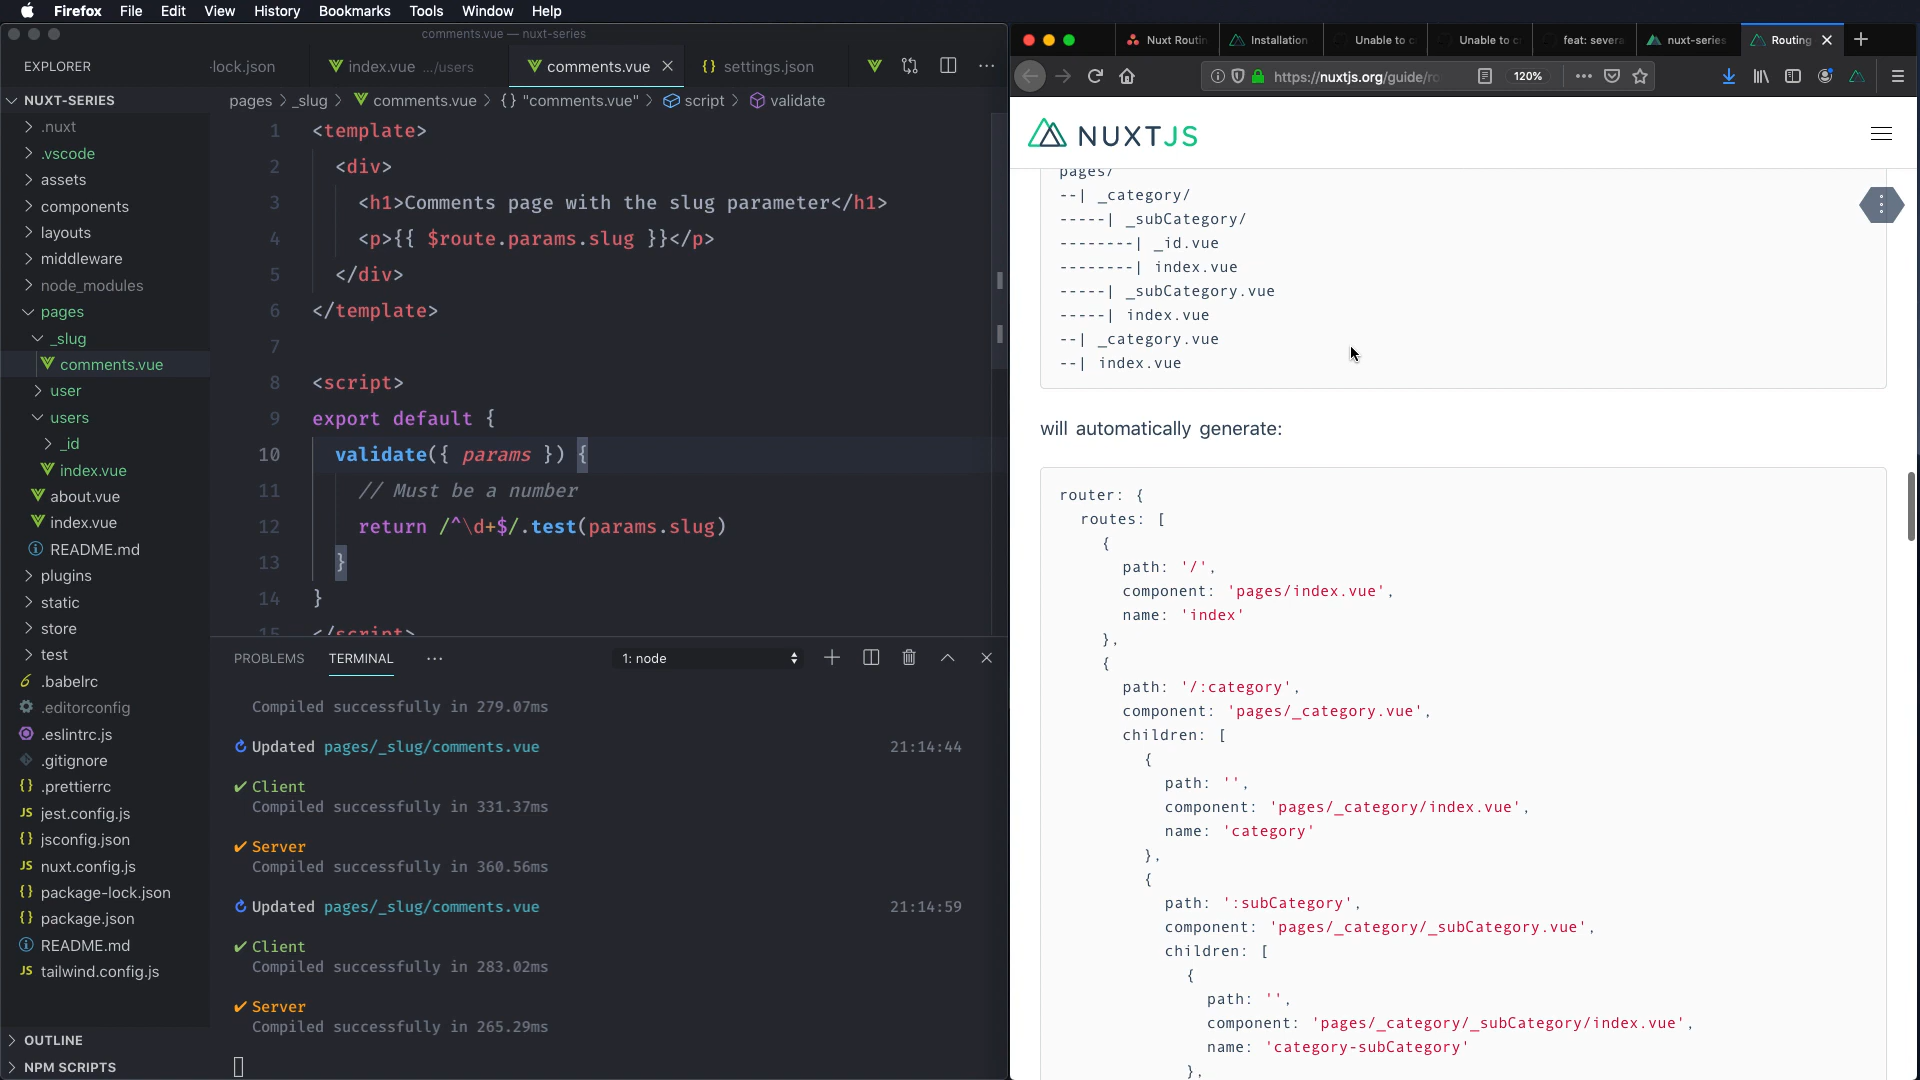 Firefox File Edit View History Bookmarks Tools Window Help
comments.vue — nuxt-series
EXPLORER
-lock.json
index.vue .../users
comments.vue
{} settings.json
NUXT-SERIES
.nuxt
.vscode
assets
components
layouts
middleware
node_modules
pages
_slug
comments.vue
user
users
_id
index.vue
about.vue
index.vue
README.md
plugins
static
store
test
.babelrc
.editorconfig
.eslintrc.js
.gitignore
{} .prettierrc
JS jest.config.js
{} jsconfig.json
JS nuxt.config.js
{} package-lock.json
{} package.json
README.md
JS tailwind.config.js
OUTLINE
NPM SCRIPTS
pages > _slug > comments.vue > {} "comments.vue" > script > validate
1 <template>
2 <div>
3 <h1>Comments page with the slug parameter</h1>
4 <p>{{ $route.params.slug }}</p>
5 </div>
6 </template>
7
8 <script>
9 export default {
10 validate({ params }) {
11 // Must be a number
12 return /^\d+$/.test(params.slug)
13 }
14 }
15 </script>
PROBLEMS TERMINAL ... 1: node
Compiled successfully in 279.07ms
Updated pages/_slug/comments.vue 21:14:44
✔ Client
Compiled successfully in 331.37ms
✔ Server
Compiled successfully in 360.56ms
Updated pages/_slug/comments.vue 21:14:59
✔ Client
Compiled successfully in 283.02ms
✔ Server
Compiled successfully in 265.29ms
Nuxt Routin
Installation
Unable to c
Unable to c
feat: severa
nuxt-series
Routing
https://nuxtjs.org/guide/ro
120%
NUXTJS
pages/
--| _category/
-----| _subCategory/
--------| _id.vue
--------| index.vue
-----| _subCategory.vue
-----| index.vue
--| _category.vue
--| index.vue
will automatically generate:
router: {
routes: [
{
path: '/',
component: 'pages/index.vue',
name: 'index'
},
{
path: '/:category',
component: 'pages/_category.vue',
children: [
{
path: '',
component: 'pages/_category/index.vue',
name: 'category'
},
{
path: ':subCategory',
component: 'pages/_category/_subCategory.vue',
children: [
{
path: '',
component: 'pages/_category/_subCategory/index.vue',
name: 'category-subCategory'
},